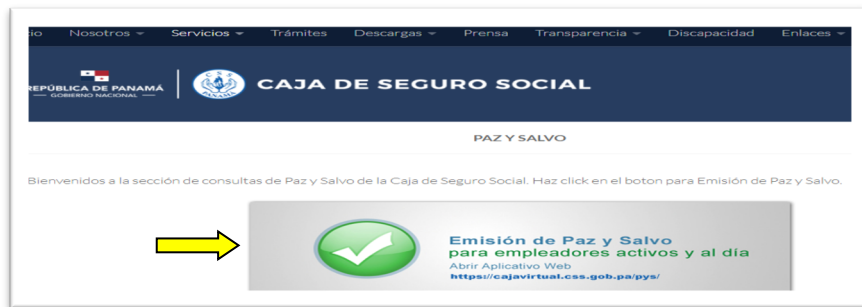 cio Nosotros Servicios Trámites Descargas Prensa Transparencia Discapacidad Enlaces
REPÚBLICA DE PANAMÁ
— GOBIERNO NACIONAL —
CSS
PANAMÁ
CAJA DE SEGURO SOCIAL
PAZ Y SALVO
Bienvenidos a la sección de consultas de Paz y Salvo de la Caja de Seguro Social. Haz click en el boton para Emisión de Paz y Salvo.
Emisión de Paz y Salvo
para empleadores activos y al día
Abrir Aplicativo Web
https://cajavirtual.css.gob.pa/pys/